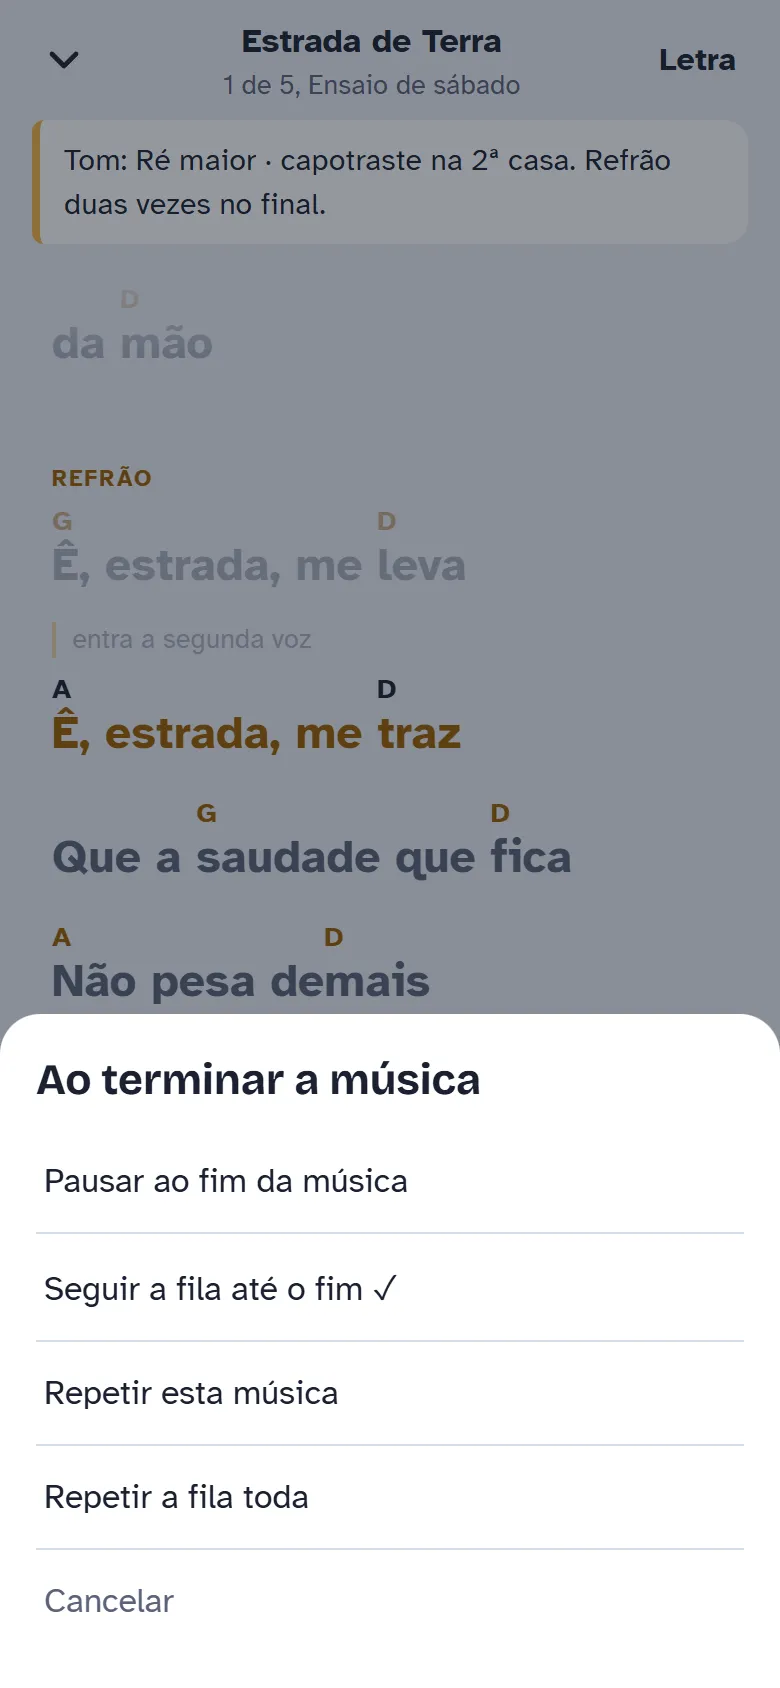 Estrada de Terra
1 de 5, Ensaio de sábado
Letra
Tom: Ré maior · capotraste na 2ª casa. Refrão
duas vezes no final.
D
da mão
REFRÃO
G D
Ê, estrada, me leva
entra a segunda voz
A D
Ê, estrada, me traz
G D
Que a saudade que fica
A D
Não pesa demais
Ao terminar a música
Pausar ao fim da música
Seguir a fila até o fim ✓
Repetir esta música
Repetir a fila toda
Cancelar